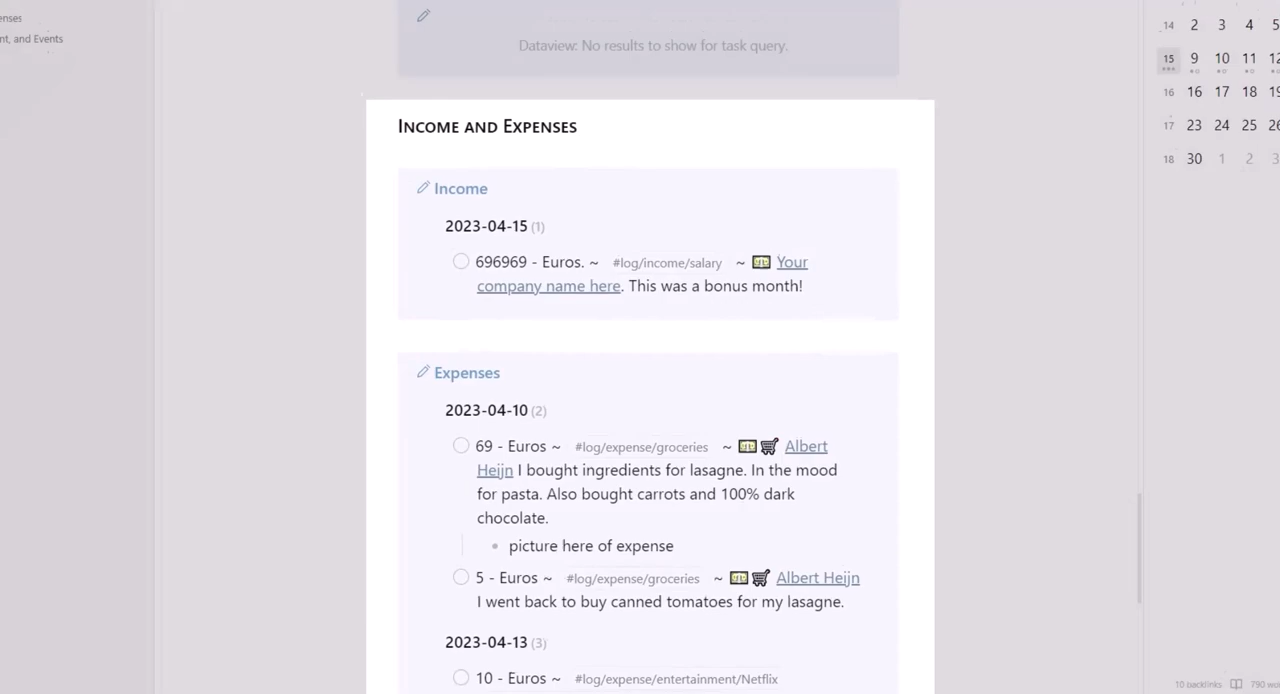 enses
nt, and Events
Dataview: No results to show for task query.
Income and Expenses
Income
2023-04-15 (1)
696969 - Euros. ~ #log/income/salary ~ 💵 Your
company name here. This was a bonus month!
Expenses
2023-04-10 (2)
69 - Euros ~ #log/expense/groceries ~ 💵🛒 Albert
Heijn I bought ingredients for lasagne. In the mood
for pasta. Also bought carrots and 100% dark
chocolate.
• picture here of expense
5 - Euros ~ #log/expense/groceries ~ 💵🛒 Albert Heijn
I went back to buy canned tomatoes for my lasagne.
2023-04-13 (3)
10 - Euros ~ #log/expense/entertainment/Netflix
14 2 3 4 5
15 9 10 11 12
16 16 17 18 19
17 23 24 25 26
18 30 1 2 3
10 backlinks 790 wo